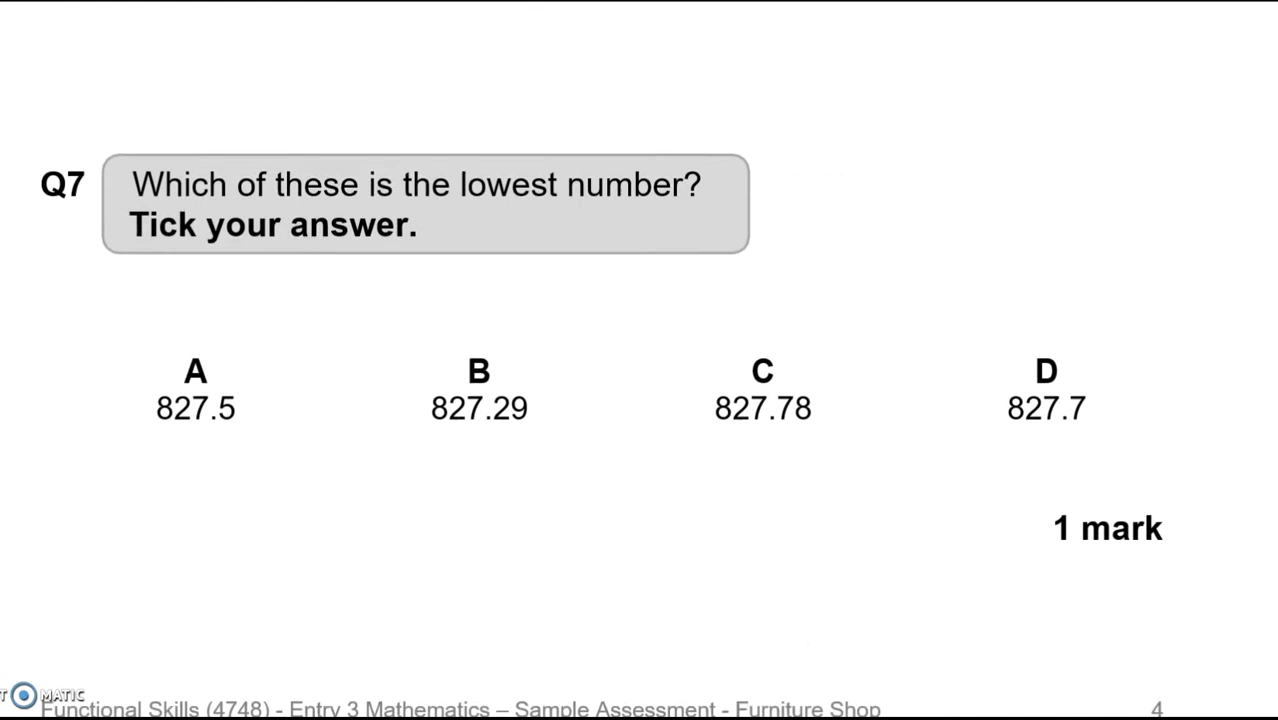 Q7 Which of these is the lowest number?
Tick your answer.
A B C D
827.5 827.29 827.78 827.7
1 mark
T MATIC
Functional Skills (4748) - Entry 3 Mathematics – Sample Assessment - Furniture Shop 4